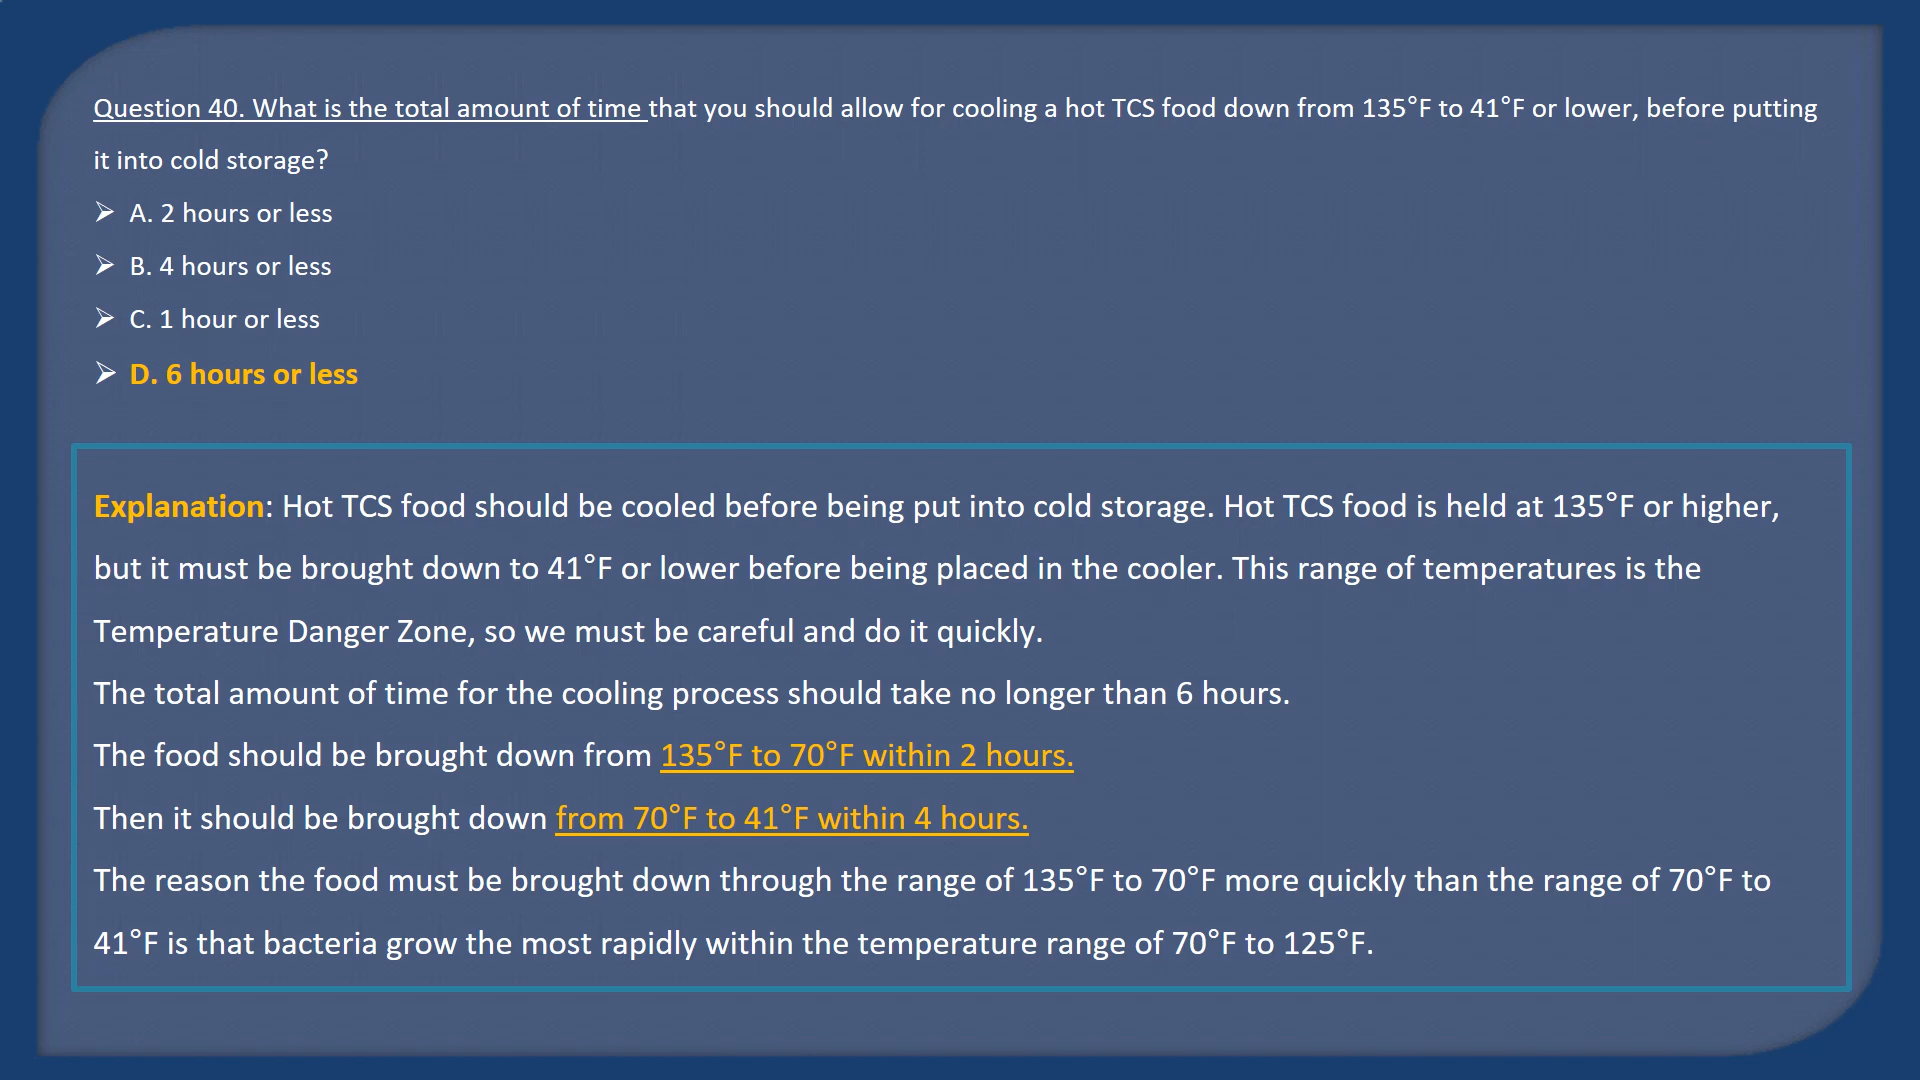 Question 40. What is the total amount of time that you should allow for cooling a hot TCS food down from 135°F to 41°F or lower, before putting
it into cold storage?
➢ A. 2 hours or less
➢ B. 4 hours or less
➢ C. 1 hour or less
➢ D. 6 hours or less
Explanation: Hot TCS food should be cooled before being put into cold storage. Hot TCS food is held at 135°F or higher,
but it must be brought down to 41°F or lower before being placed in the cooler. This range of temperatures is the
Temperature Danger Zone, so we must be careful and do it quickly.
The total amount of time for the cooling process should take no longer than 6 hours.
The food should be brought down from 135°F to 70°F within 2 hours.
Then it should be brought down from 70°F to 41°F within 4 hours.
The reason the food must be brought down through the range of 135°F to 70°F more quickly than the range of 70°F to
41°F is that bacteria grow the most rapidly within the temperature range of 70°F to 125°F.